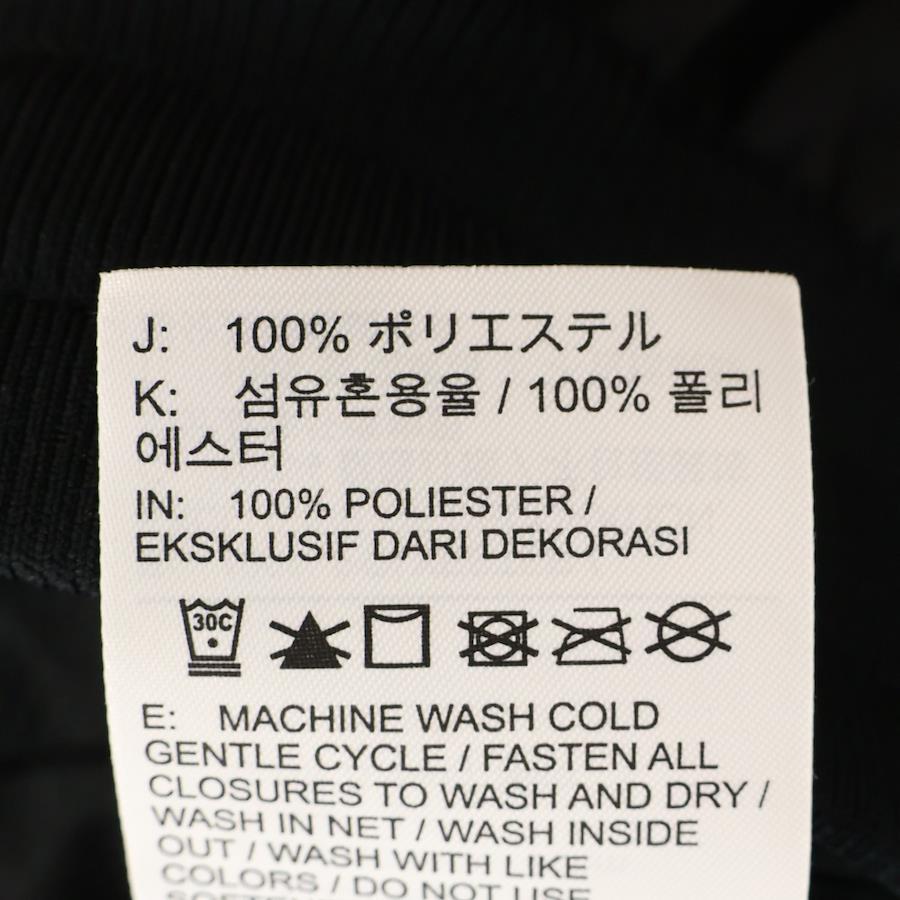 J: 100% ポリエステル
K: 섬유혼용율 / 100% 폴리
에스터
IN: 100% POLIESTER /
EKSKLUSIF DARI DEKORASI
30C
E: MACHINE WASH COLD
GENTLE CYCLE / FASTEN ALL
CLOSURES TO WASH AND DRY /
WASH IN NET / WASH INSIDE
OUT / WASH WITH LIKE
COLORS / DO NOT USE